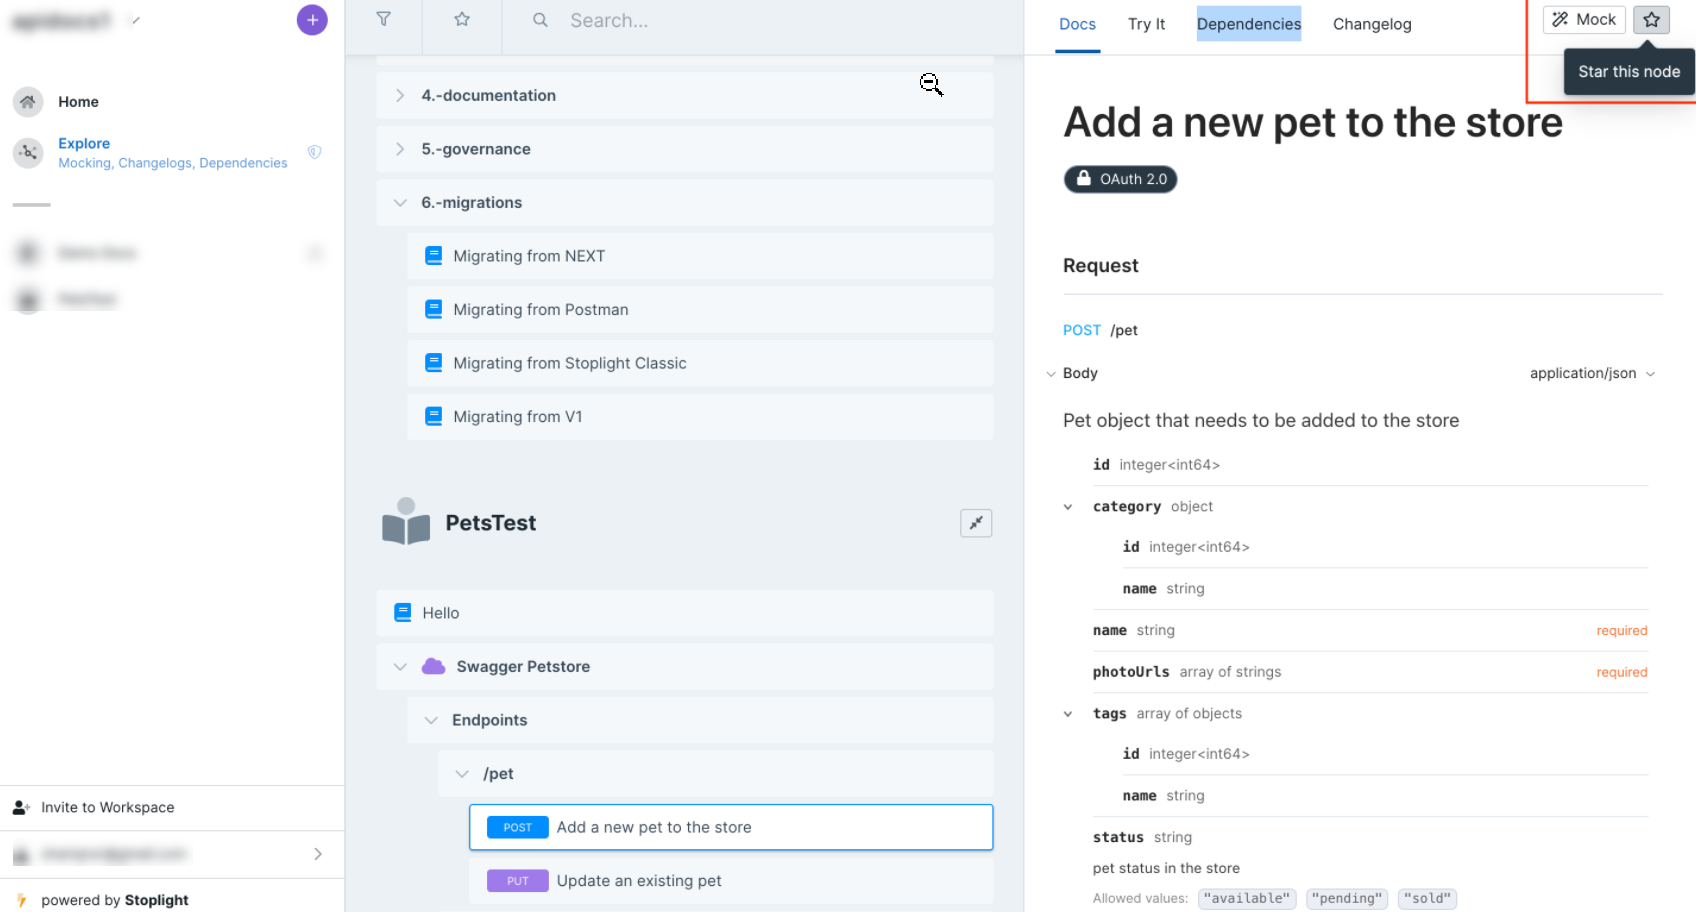 Home
Explore
Mocking, Changelogs, Dependencies
Invite to Workspace
powered by Stoplight
Search...
4.-documentation
5.-governance
6.-migrations
Migrating from NEXT
Migrating from Postman
Migrating from Stoplight Classic
Migrating from V1
PetsTest
Hello
Swagger Petstore
Endpoints
/pet
POST Add a new pet to the store
PUT Update an existing pet
Docs Try It Dependencies Changelog
Mock
Star this node
Add a new pet to the store
OAuth 2.0
Request
POST /pet
Body application/json
Pet object that needs to be added to the store
id integer<int64>
category object
id integer<int64>
name string
name string required
photoUrls array of strings required
tags array of objects
id integer<int64>
name string
status string
pet status in the store
Allowed values: "available" "pending" "sold"